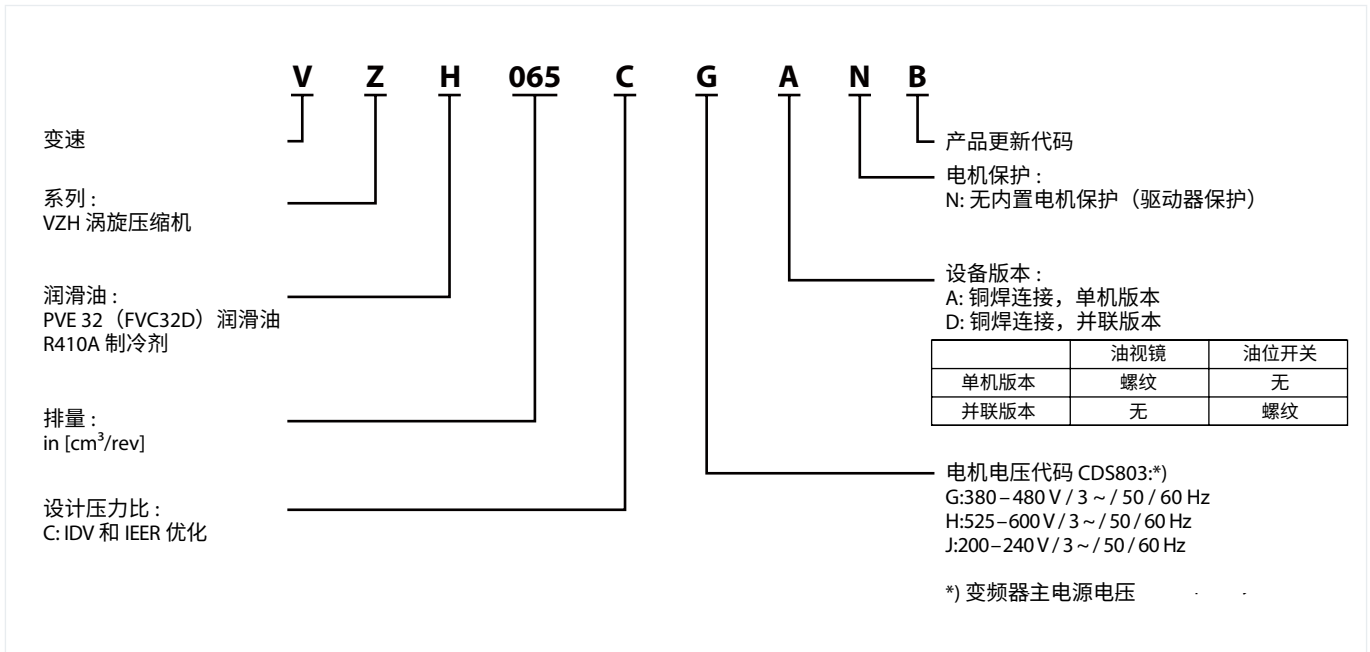 V Z H 065 C G A N B
变速
系列 :
VZH 涡旋压缩机
润滑油 :
PVE 32（FVC32D）润滑油
R410A 制冷剂
排量 :
in [cm³/rev]
设计压力比 :
C: IDV 和 IEER 优化
产品更新代码
电机保护 :
N: 无内置电机保护（驱动器保护）
设备版本 :
A: 铜焊连接，单机版本
D: 铜焊连接，并联版本
油视镜 油位开关
单机版本 螺纹 无
并联版本 无 螺纹
电机电压代码 CDS803:*)
G:380–480 V / 3 ~ / 50 / 60 Hz
H:525–600 V / 3 ~ / 50 / 60 Hz
J:200–240 V / 3 ~ / 50 / 60 Hz
*) 变频器主电源电压